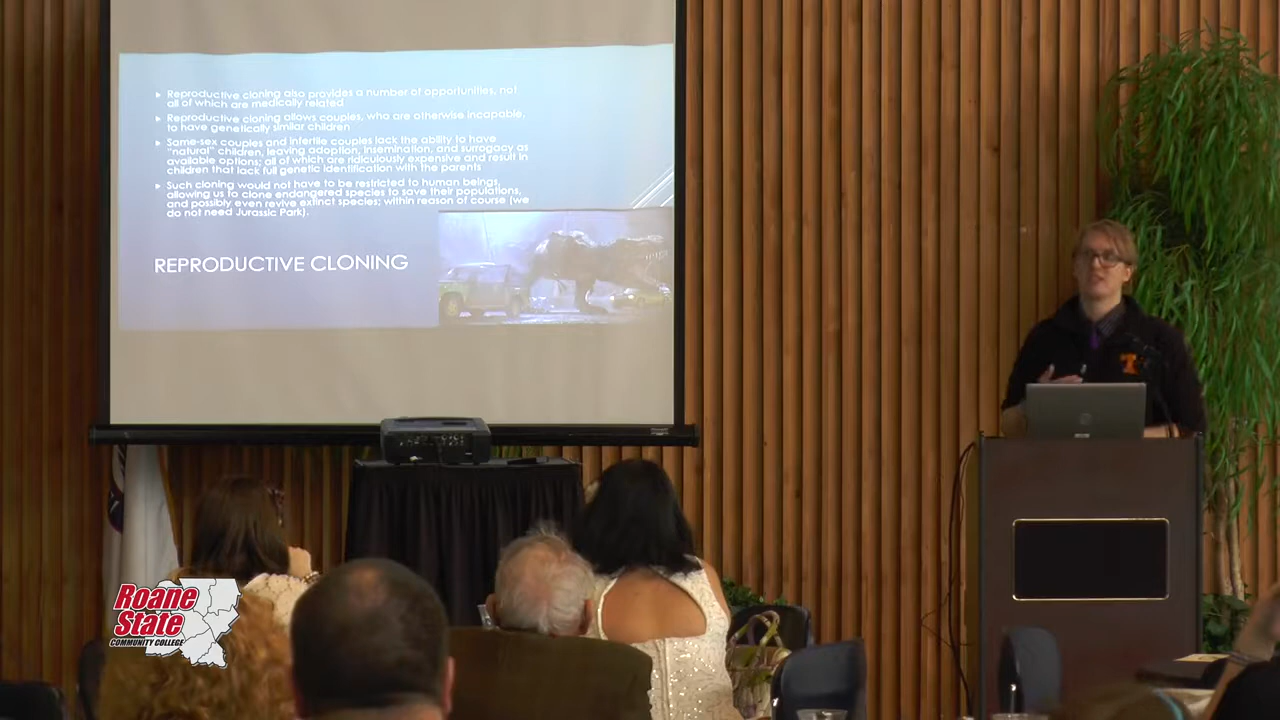 Reproductive cloning also provides a number of opportunities, not
all of which are medically related
Reproductive cloning allows couples, who are otherwise incapable,
to have genetically similar children
Same-sex couples and infertile couples lack the ability to have
"natural" children, leaving adoption, insemination, and surrogacy as
available options; all of which are ridiculously expensive and result in
children that lack full genetic identification with the parents
Such cloning would not have to be restricted to human beings,
allowing us to clone endangered species to save their populations,
and possibly even revive extinct species; within reason of course (we
do not need Jurassic Park).
REPRODUCTIVE CLONING
T
Roane
State
COMMUNITY COLLEGE